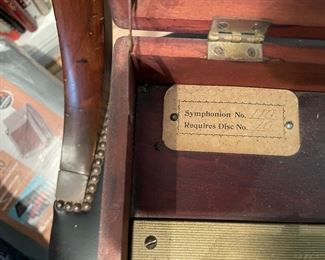 Symphonion No.
Requires Disc No.